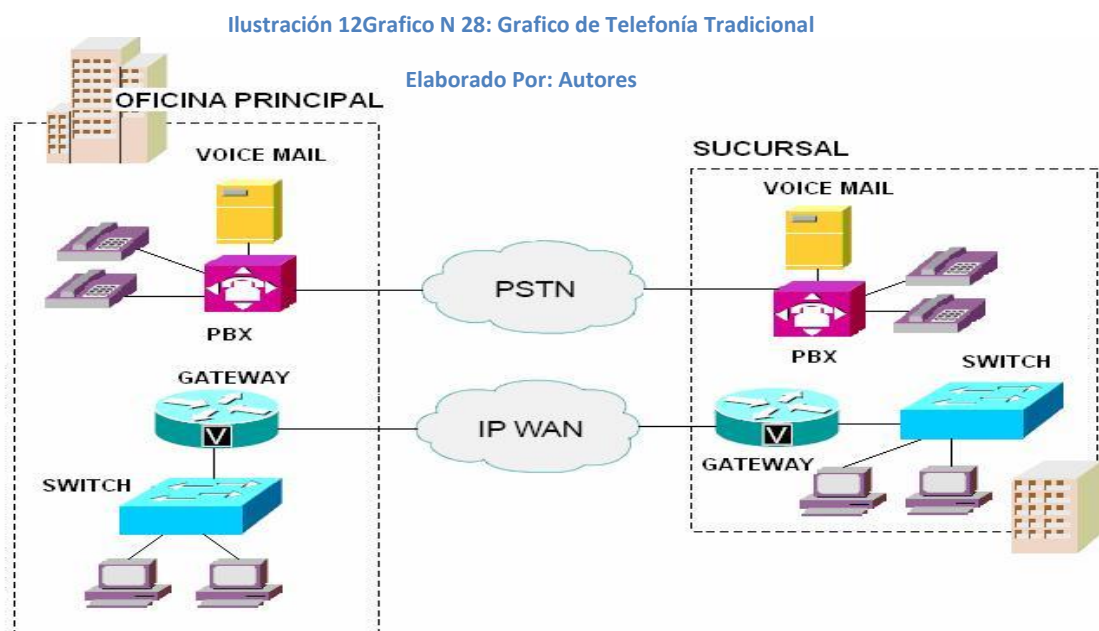 Ilustración 12Grafico N 28: Grafico de Telefonía Tradicional
Elaborado Por: Autores
OFICINA PRINCIPAL
VOICE MAIL
PBX
GATEWAY
V
SWITCH
PSTN
IP WAN
SUCURSAL
VOICE MAIL
PBX
SWITCH
V
GATEWAY